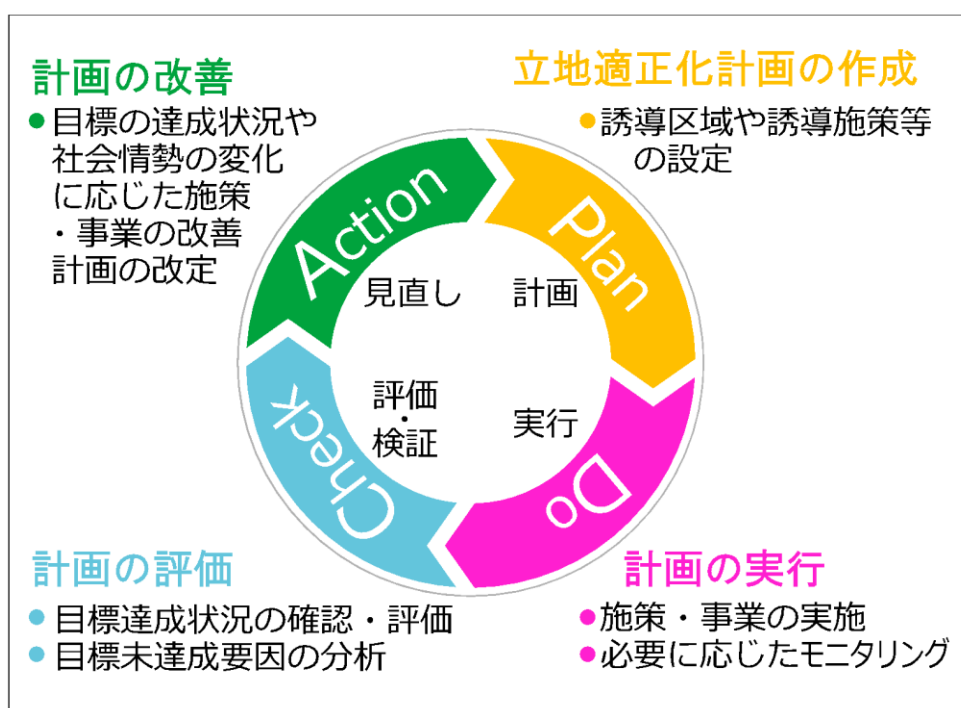 計画の改善
●目標の達成状況や
社会情勢の変化
に応じた施策
・事業の改善
計画の改定
立地適正化計画の作成
●誘導区域や誘導施策等
の設定
Action
Plan
見直し
計画
評価
・
検証
実行
Check
Do
計画の評価
●目標達成状況の確認・評価
●目標未達成要因の分析
計画の実行
●施策・事業の実施
●必要に応じたモニタリング